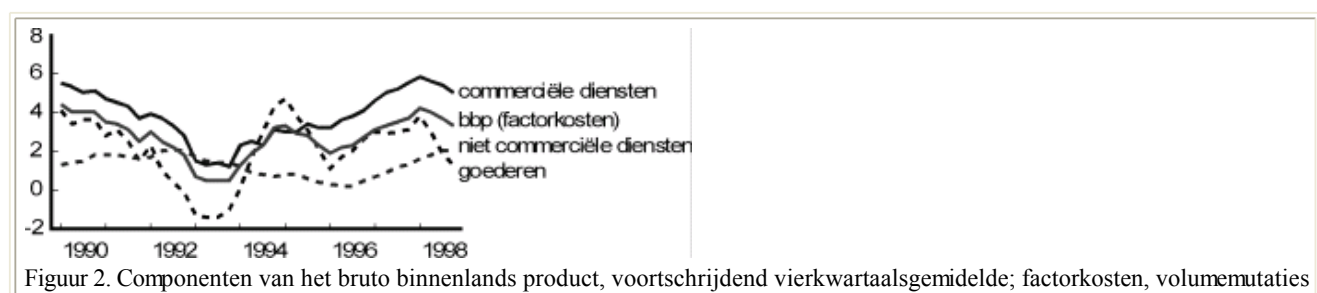 8
6
commerciële diensten
4
bbp (factorkosten)
2
niet commerciële diensten
goederen
0
-2
1990 1992 1994 1996 1998
Figuur 2. Componenten van het bruto binnenlands product, voortschrijdend vierkwartaalsgemidelde; factorkosten, volumemutaties